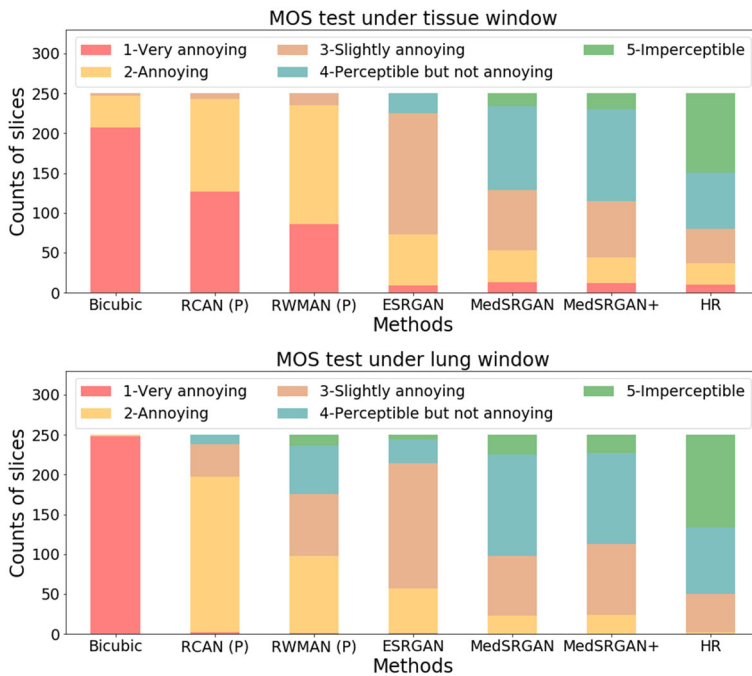 MOS test under tissue window
1-Very annoying 3-Slightly annoying 5-Imperceptible
2-Annoying 4-Perceptible but not annoying
300
250
200
150
100
50
0
Counts of slices
Bicubic RCAN (P) RWMAN (P) ESRGAN MedSRGAN MedSRGAN+ HR
Methods
MOS test under lung window
1-Very annoying 3-Slightly annoying 5-Imperceptible
2-Annoying 4-Perceptible but not annoying
300
250
200
150
100
50
0
Counts of slices
Bicubic RCAN (P) RWMAN (P) ESRGAN MedSRGAN MedSRGAN+ HR
Methods